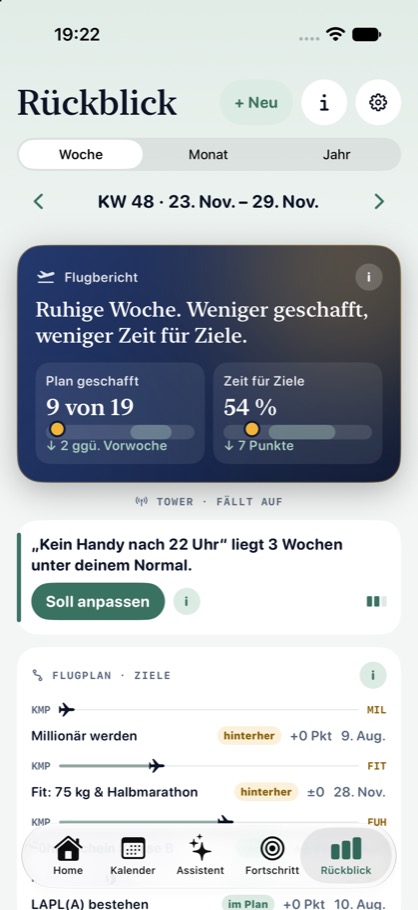 19:22
Rückblick
+ Neu
Woche
Monat
Jahr
KW 48 · 23. Nov. – 29. Nov.
Flugbericht
Ruhige Woche. Weniger geschafft,
weniger Zeit für Ziele.
Plan geschafft
9 von 19
↓ 2 ggü. Vorwoche
Zeit für Ziele
54 %
↓ 7 Punkte
TOWER · FÄLLT AUF
„Kein Handy nach 22 Uhr“ liegt 3 Wochen
unter deinem Normal.
Soll anpassen
FLUGPLAN · ZIELE
KMP MIL
Millionär werden hinterher +0 Pkt 9. Aug.
KMP FIT
Fit: 75 kg & Halbmarathon hinterher ±0 28. Nov.
KMP FUH
Home
Kalender
Assistent
Fortschritt
Rückblick
LAPL(A) bestehen im Plan +0 Pkt 10. Aug.